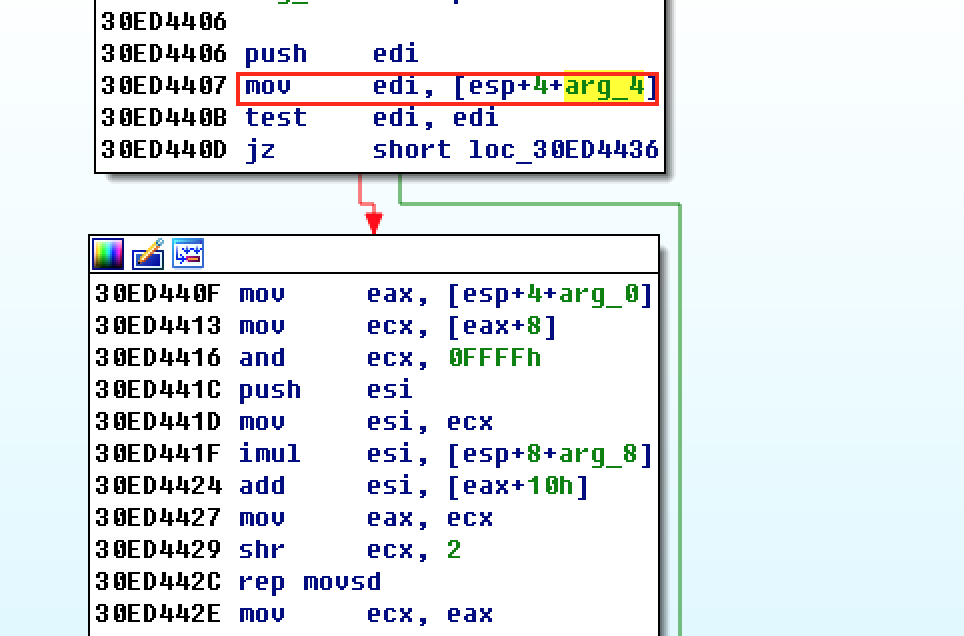 30ED4406
30ED4406 push edi
30ED4407 mov edi, [esp+4+arg_4]
30ED440B test edi, edi
30ED440D jz short loc_30ED4436
30ED440F mov eax, [esp+4+arg_0]
30ED4413 mov ecx, [eax+8]
30ED4416 and ecx, 0FFFFh
30ED441C push esi
30ED441D mov esi, ecx
30ED441F imul esi, [esp+8+arg_8]
30ED4424 add esi, [eax+10h]
30ED4427 mov eax, ecx
30ED4429 shr ecx, 2
30ED442C rep movsd
30ED442E mov ecx, eax